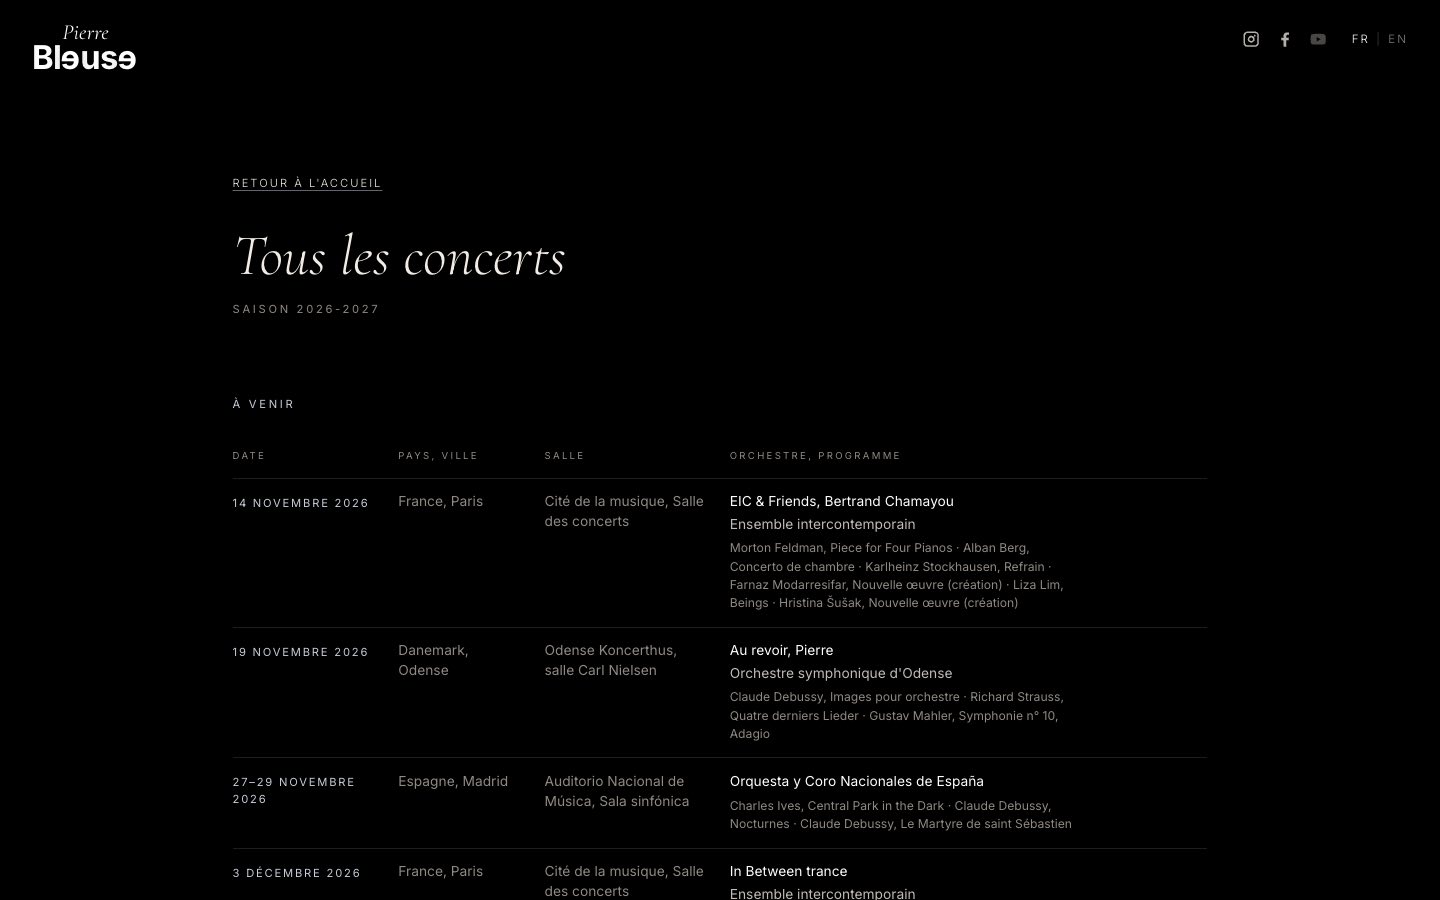 Pierre
Bleuse
FR | EN
RETOUR À L'ACCUEIL
Tous les concerts
SAISON 2026-2027
À VENIR
DATE PAYS, VILLE SALLE ORCHESTRE, PROGRAMME
14 NOVEMBRE 2026
France, Paris
Cité de la musique, Salle
des concerts
EIC & Friends, Bertrand Chamayou
Ensemble intercontemporain
Morton Feldman, Piece for Four Pianos · Alban Berg,
Concerto de chambre · Karlheinz Stockhausen, Refrain ·
Farnaz Modarresifar, Nouvelle œuvre (création) · Liza Lim,
Beings · Hristina Šušak, Nouvelle œuvre (création)
19 NOVEMBRE 2026
Danemark,
Odense
Odense Koncerthus,
salle Carl Nielsen
Au revoir, Pierre
Orchestre symphonique d'Odense
Claude Debussy, Images pour orchestre · Richard Strauss,
Quatre derniers Lieder · Gustav Mahler, Symphonie n° 10,
Adagio
27–29 NOVEMBRE
2026
Espagne, Madrid
Auditorio Nacional de
Música, Sala sinfónica
Orquesta y Coro Nacionales de España
Charles Ives, Central Park in the Dark · Claude Debussy,
Nocturnes · Claude Debussy, Le Martyre de saint Sébastien
3 DÉCEMBRE 2026
France, Paris
Cité de la musique, Salle
des concerts
In Between trance
Ensemble intercontemporain